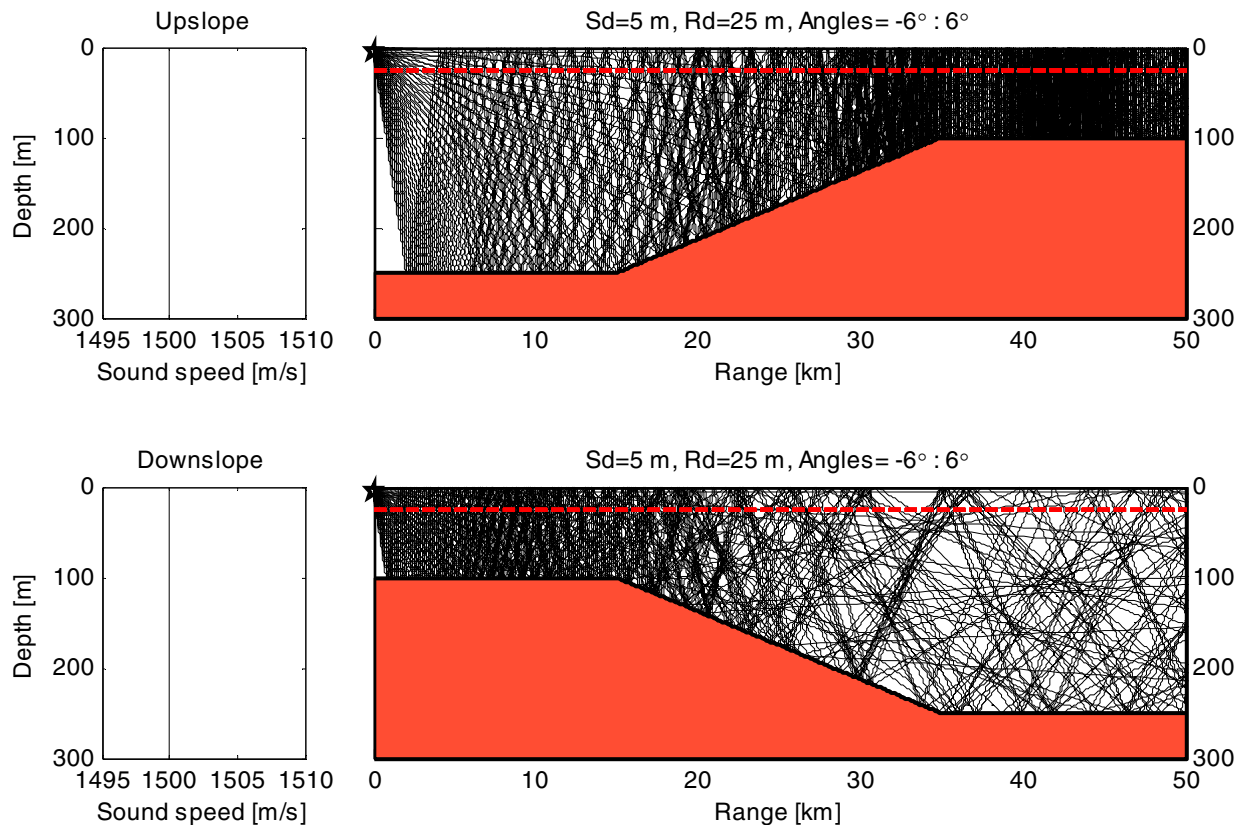 Upslope
Sd=5 m, Rd=25 m, Angles= -6° : 6°
0
100
200
300
Depth [m]
1495 1500 1505 1510
Sound speed [m/s]
0
100
200
300
0 10 20 30 40 50
Range [km]
Downslope
Sd=5 m, Rd=25 m, Angles= -6° : 6°
0
100
200
300
Depth [m]
1495 1500 1505 1510
Sound speed [m/s]
0
100
200
300
0 10 20 30 40 50
Range [km]